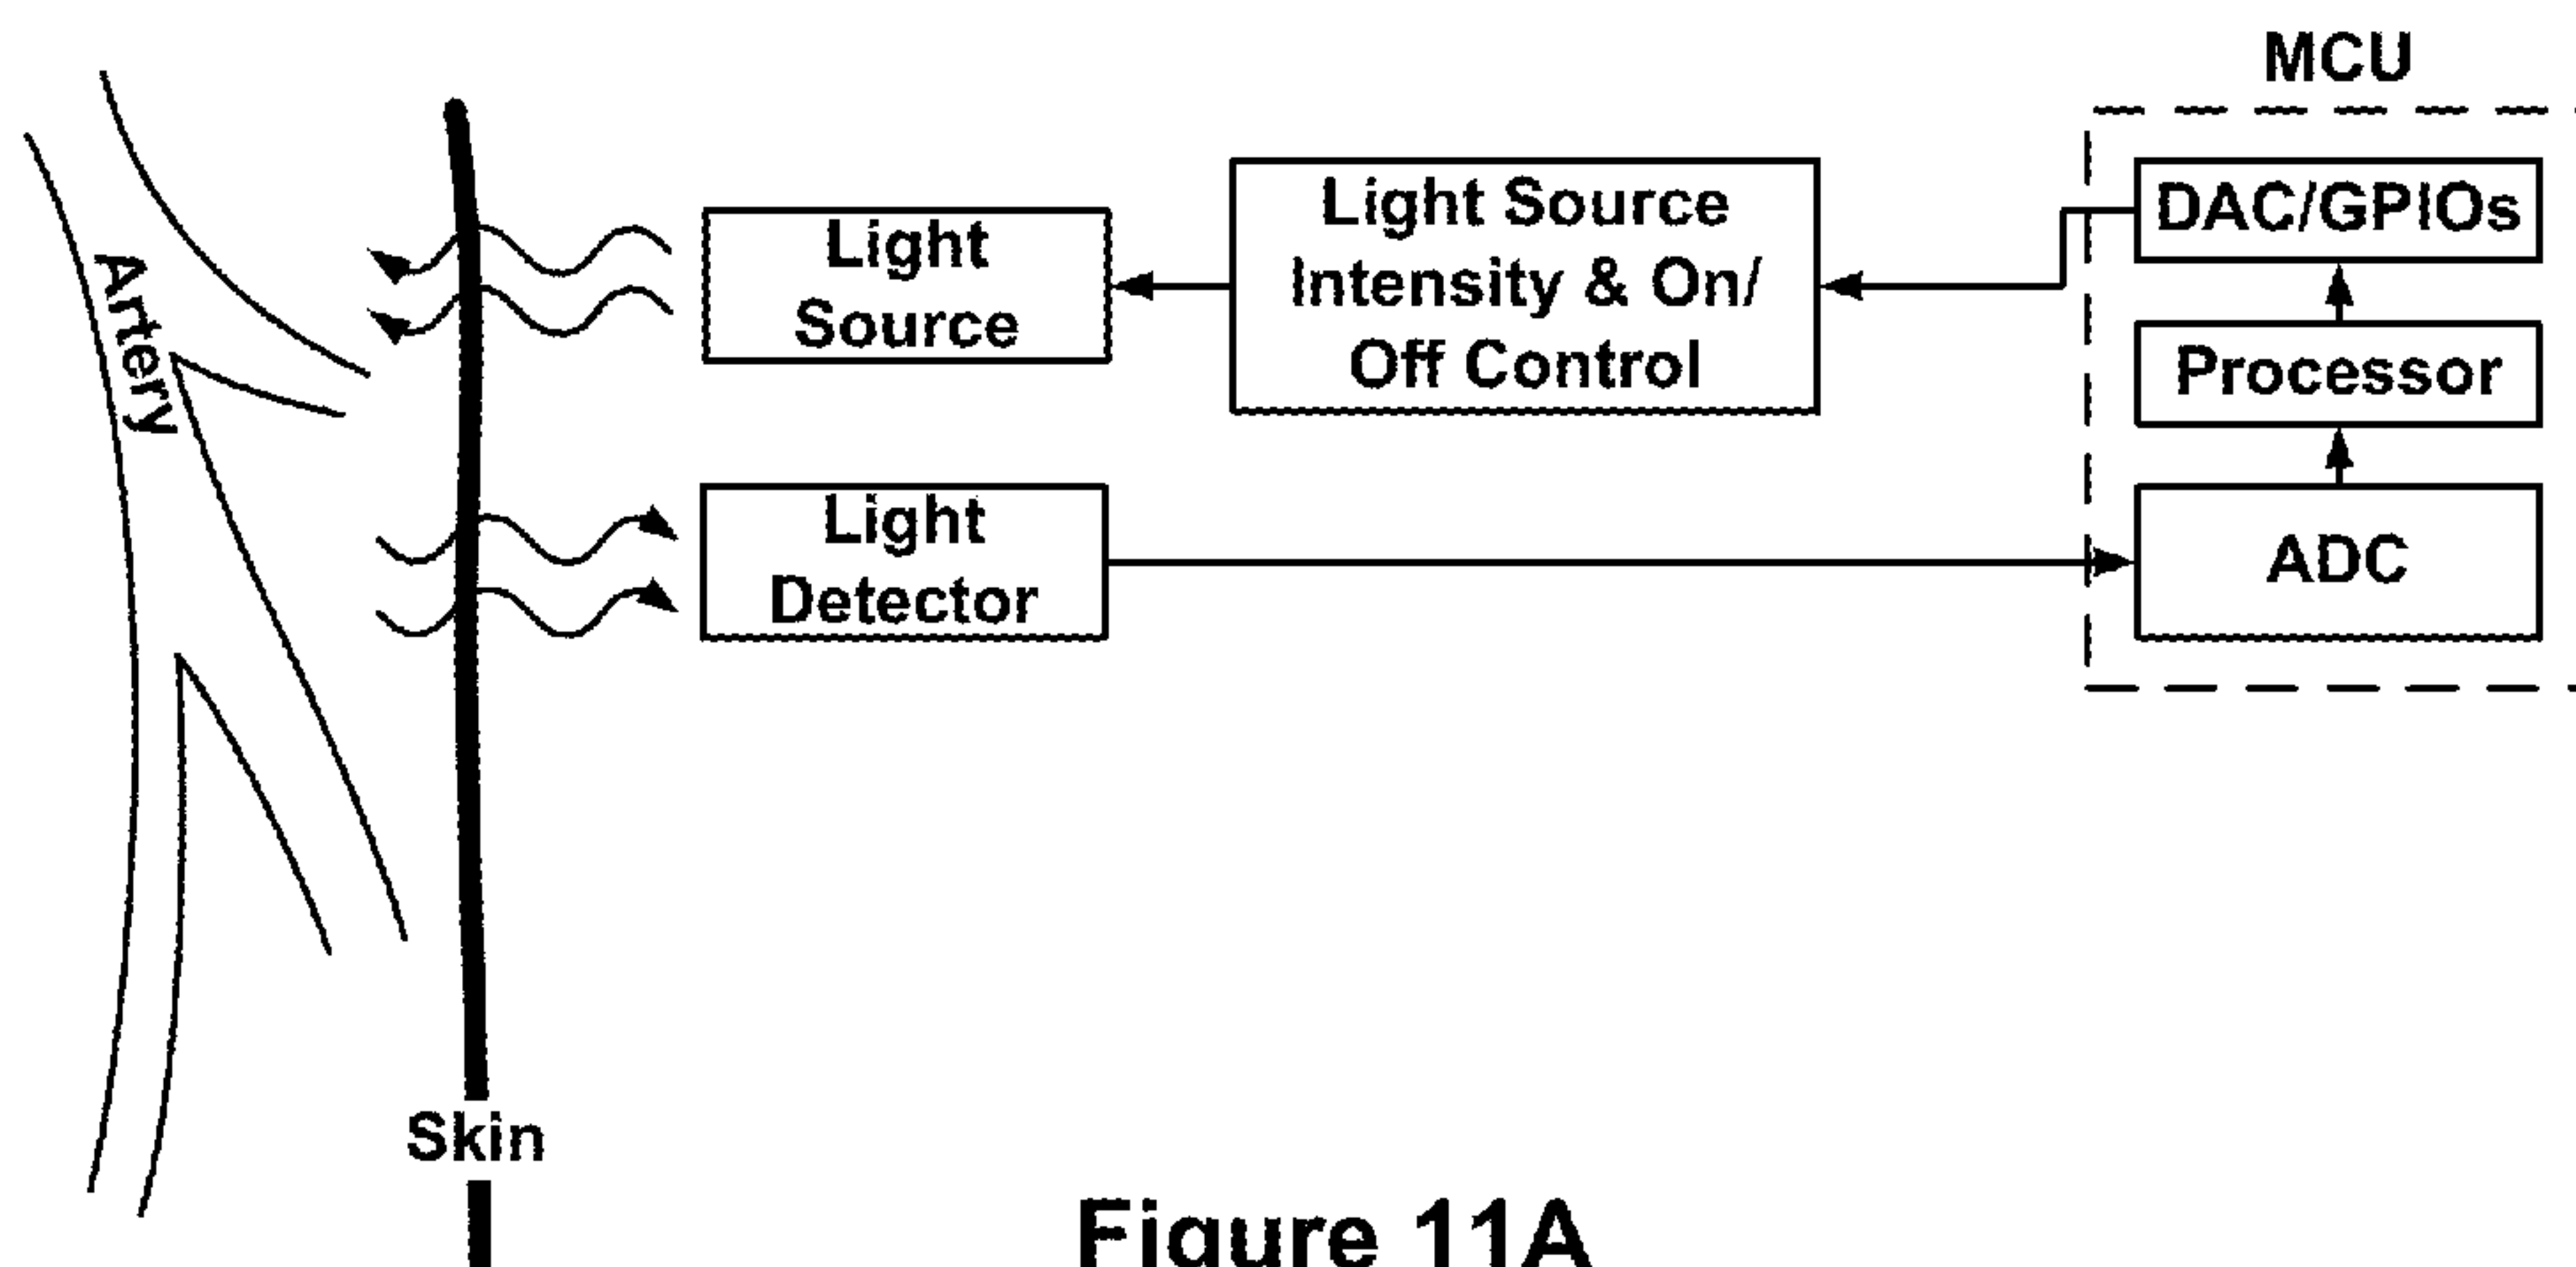 MCU
DAC/GPIOs
Light Source
Intensity & On/
Off Control
Light
Source
Artery
Processor
Light
Detector
ADC
Skin
Figure 11A